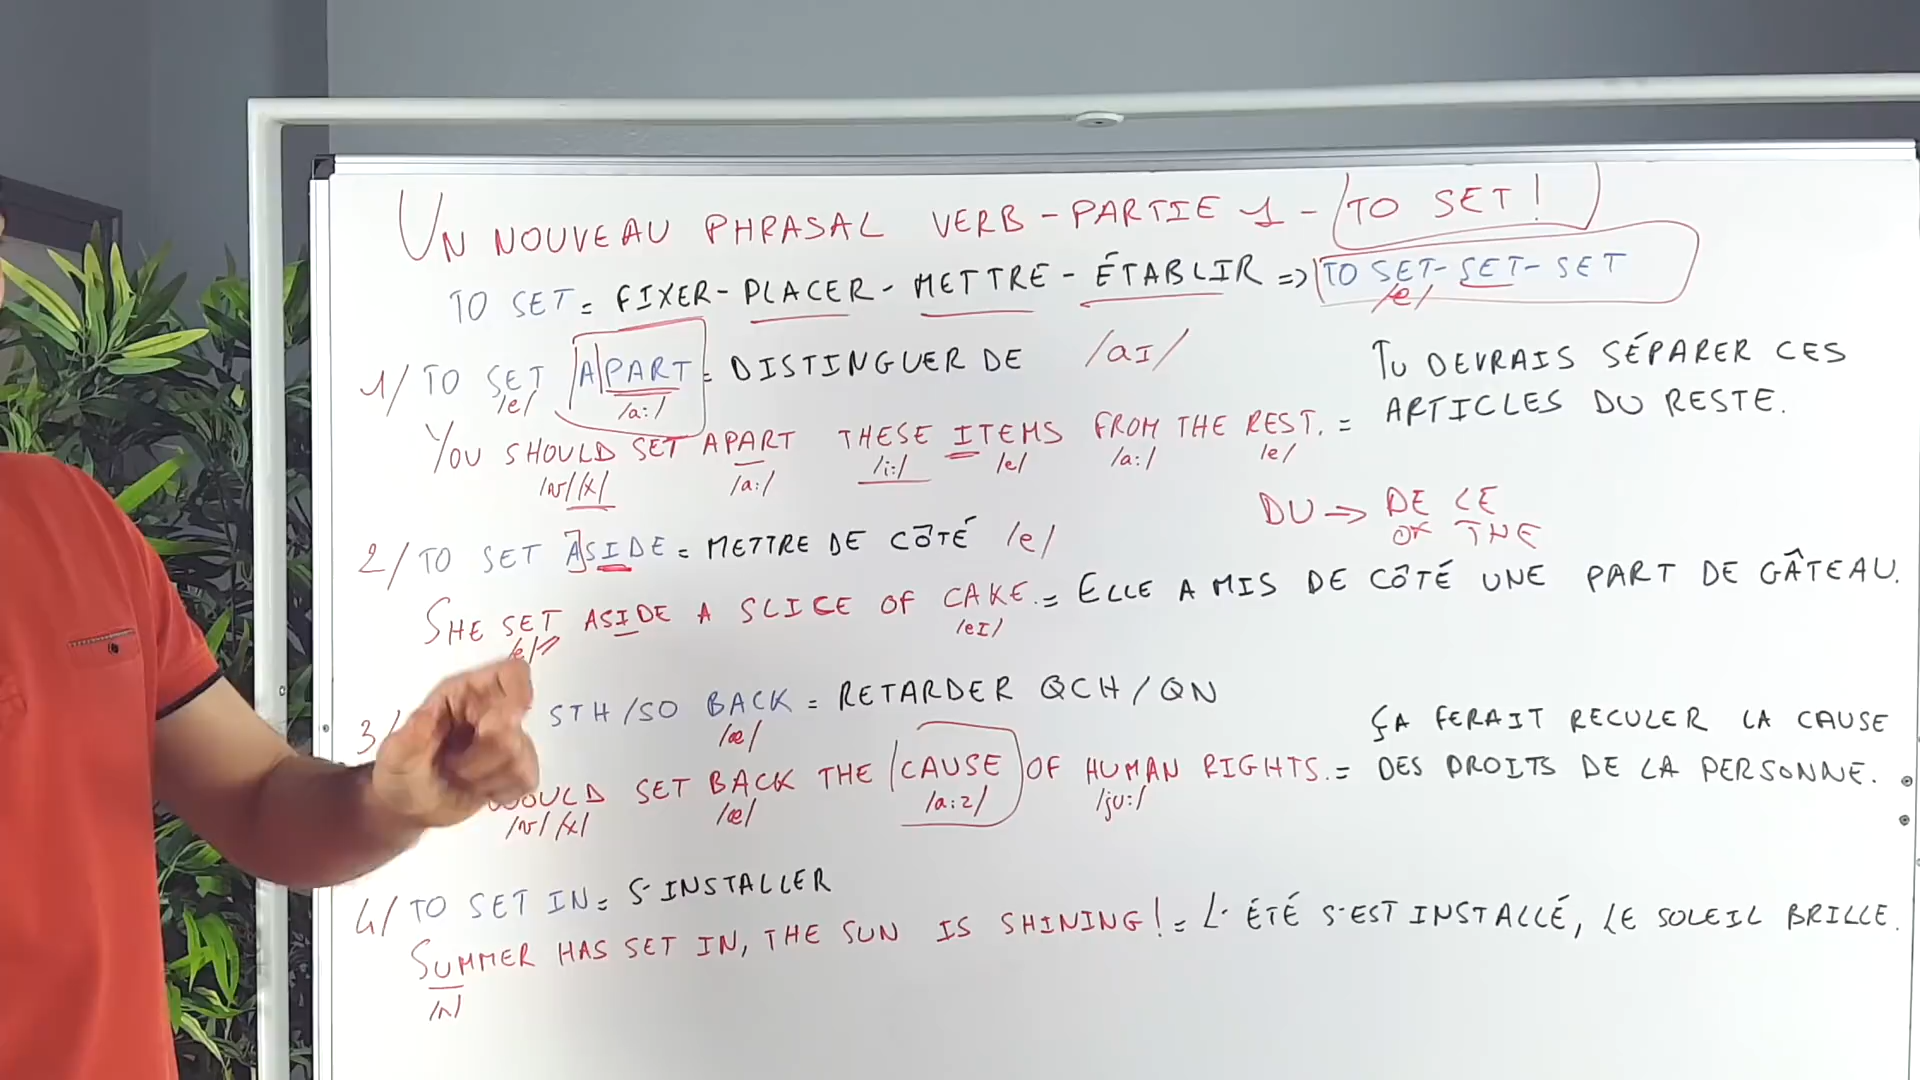 UN NOUVEAU PHRASAL VERB - PARTIE 1 - TO SET!
TO SET = FIXER - PLACER - METTRE - ÉTABLIR => TO SET - SET - SET
/e/
1/ TO SET APART = DISTINGUER DE /aɪ/
/e/ /a:/
YOU SHOULD SET APART THESE ITEMS FROM THE REST. = TU DEVRAIS SÉPARER CES
ARTICLES DU RESTE.
/a:/ /i:/ /e/ /a:/ /e/
DU → DE LE
OF THE
2/ TO SET ASIDE = METTRE DE CÔTÉ /e/
SHE SET ASIDE A SLICE OF CAKE. = ELLE A MIS DE CÔTÉ UNE PART DE GÂTEAU.
/e/ /eɪ/
3/ STH/SO BACK = RETARDER QCH/QN
/æ/
WOULD SET BACK THE CAUSE OF HUMAN RIGHTS. = ÇA FERAIT RECULER LA CAUSE
DES DROITS DE LA PERSONNE.
/æ/ /a:z/ /ju:/
4/ TO SET IN = S'INSTALLER
SUMMER HAS SET IN, THE SUN IS SHINING! = L'ÉTÉ S'EST INSTALLÉ, LE SOLEIL BRILLE.
/ʌ/